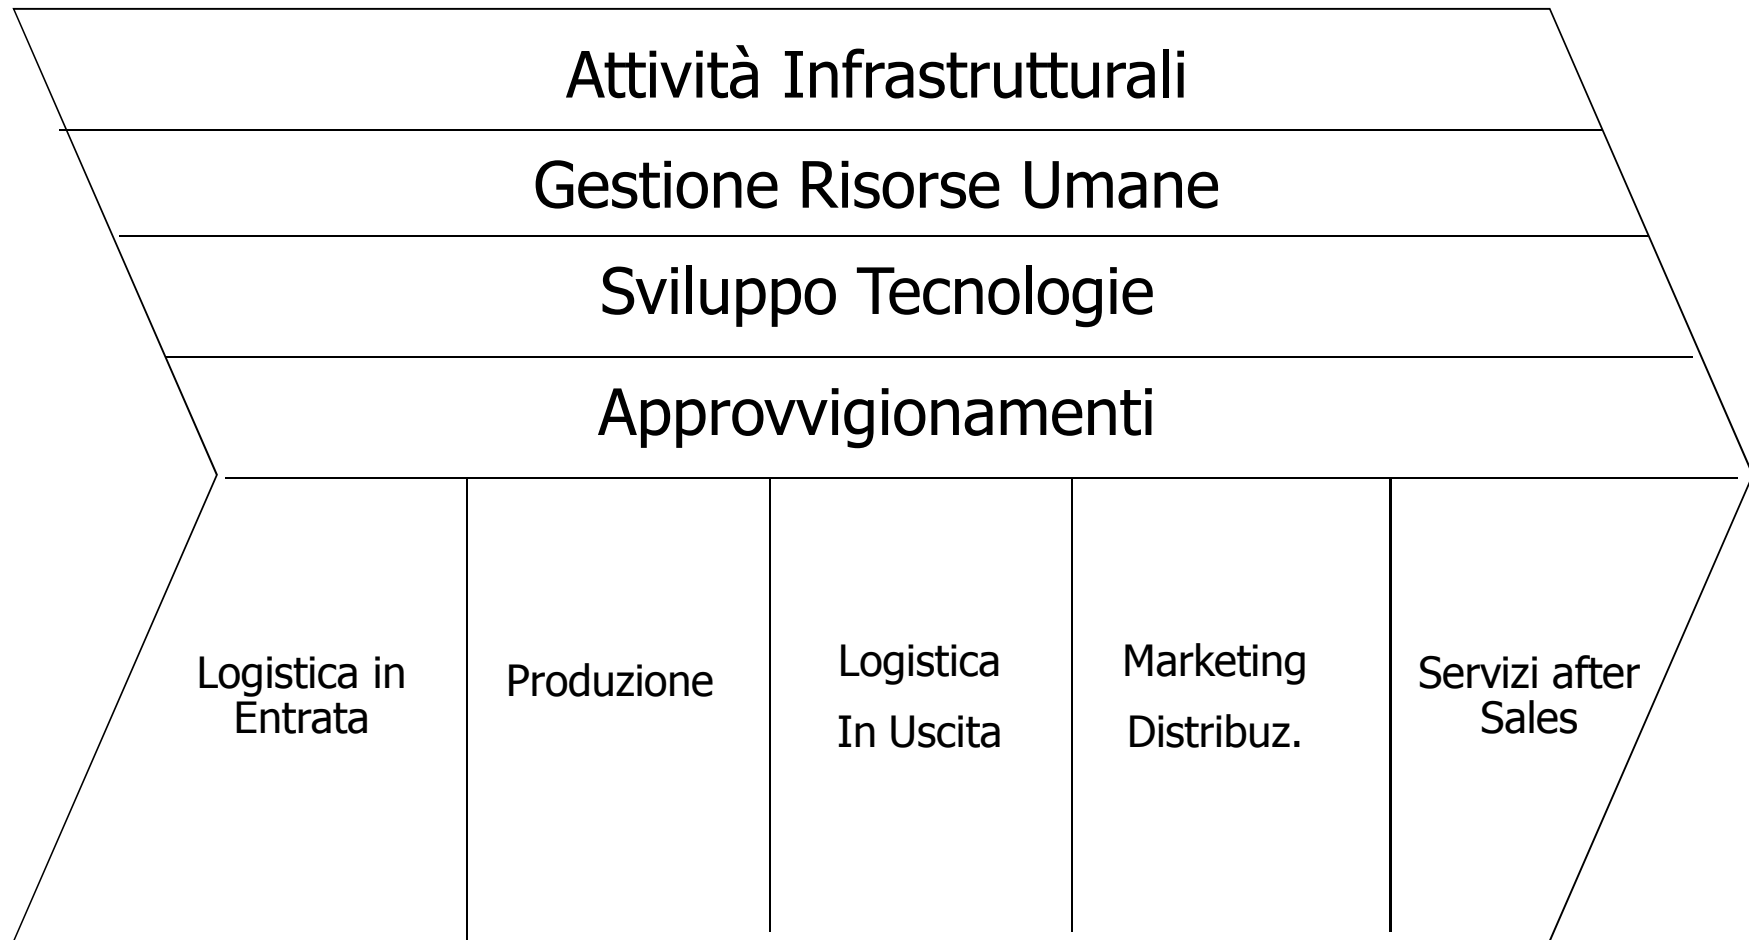 Attività Infrastrutturali
Gestione Risorse Umane
Sviluppo Tecnologie
Approvvigionamenti
Logistica in
Entrata
Produzione
Logistica
In Uscita
Marketing
Distribuz.
Servizi after
Sales